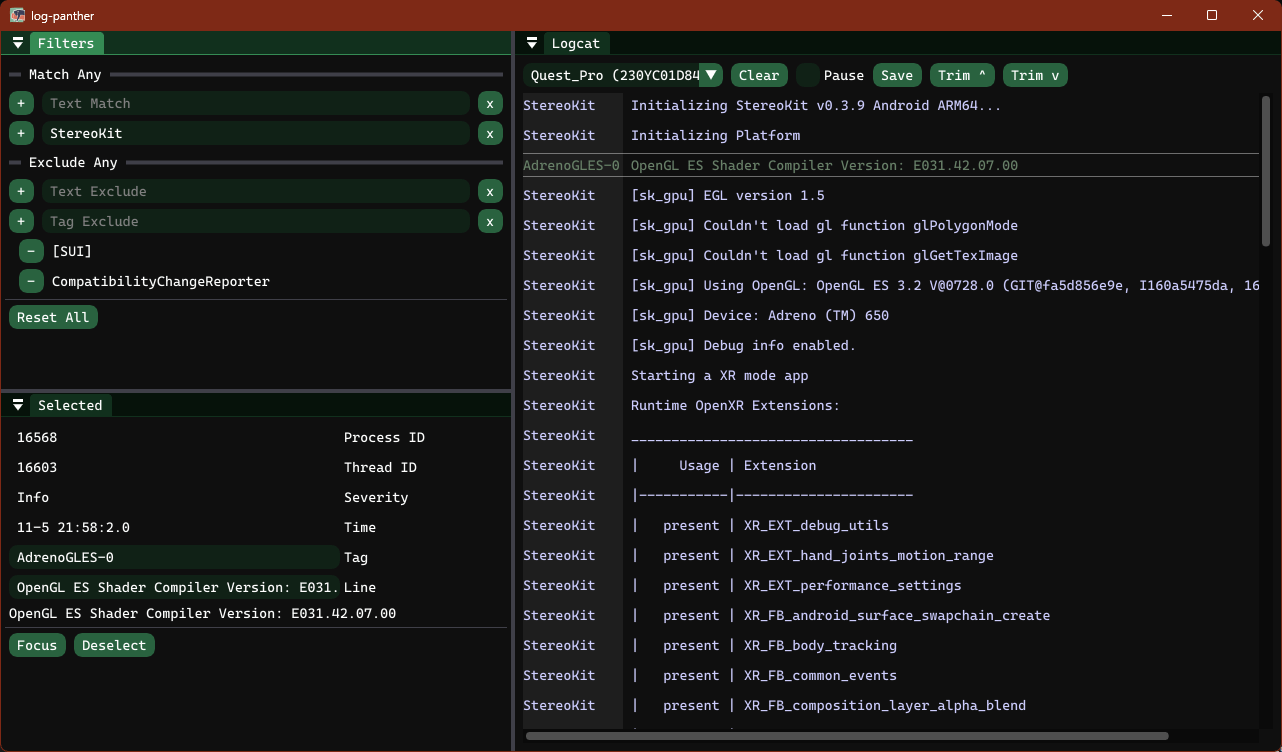 log-panther
Filters
Match Any
+ Text Match x
+ StereoKit x
Exclude Any
+ Text Exclude x
+ Tag Exclude x
- [SUI]
- CompatibilityChangeReporter
Reset All
Selected
16568 Process ID
16603 Thread ID
Info Severity
11-5 21:58:2.0 Time
AdrenoGLES-0 Tag
OpenGL ES Shader Compiler Version: E031. Line
OpenGL ES Shader Compiler Version: E031.42.07.00
Focus Deselect
Logcat
Quest_Pro (230YC01D84 Clear Pause Save Trim ^ Trim v
StereoKit Initializing StereoKit v0.3.9 Android ARM64...
StereoKit Initializing Platform
AdrenoGLES-0 OpenGL ES Shader Compiler Version: E031.42.07.00
StereoKit [sk_gpu] EGL version 1.5
StereoKit [sk_gpu] Couldn't load gl function glPolygonMode
StereoKit [sk_gpu] Couldn't load gl function glGetTexImage
StereoKit [sk_gpu] Using OpenGL: OpenGL ES 3.2 V@0728.0 (GIT@fa5d856e9e, I160a5475da, 16
StereoKit [sk_gpu] Device: Adreno (TM) 650
StereoKit [sk_gpu] Debug info enabled.
StereoKit Starting a XR mode app
StereoKit Runtime OpenXR Extensions:
StereoKit ___________________________________
StereoKit |     Usage | Extension
StereoKit |-----------|----------------------
StereoKit |   present | XR_EXT_debug_utils
StereoKit |   present | XR_EXT_hand_joints_motion_range
StereoKit |   present | XR_EXT_performance_settings
StereoKit |   present | XR_FB_android_surface_swapchain_create
StereoKit |   present | XR_FB_body_tracking
StereoKit |   present | XR_FB_common_events
StereoKit |   present | XR_FB_composition_layer_alpha_blend